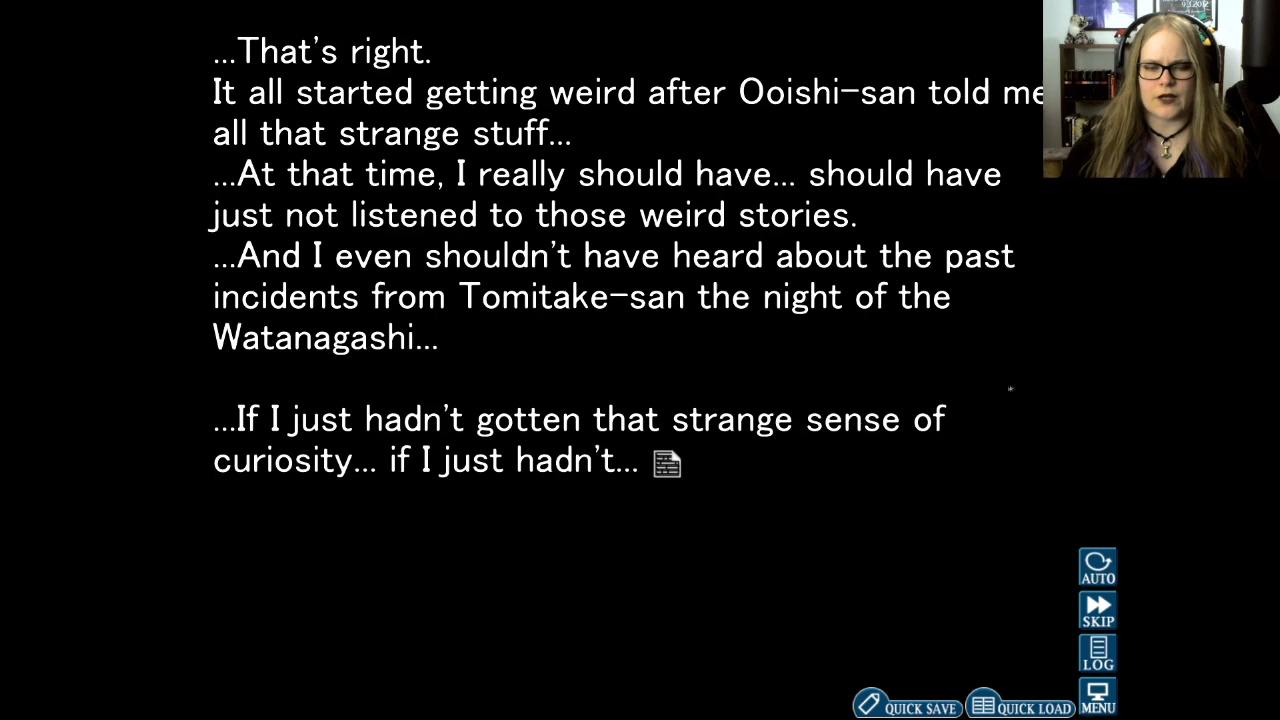 ...That's right.
It all started getting weird after Ooishi-san told me
all that strange stuff...
...At that time, I really should have... should have
just not listened to those weird stories.
...And I even shouldn't have heard about the past
incidents from Tomitake-san the night of the
Watanagashi...
...If I just hadn't gotten that strange sense of
curiosity... if I just hadn't...
AUTO
SKIP
LOG
MENU
QUICK SAVE
QUICK LOAD